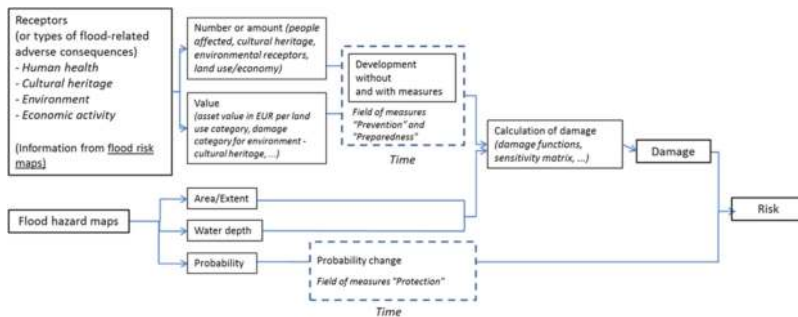 Receptors
(or types of flood-related
adverse consequences)
- Human health
- Cultural heritage
- Environment
- Economic activity
(Information from flood risk
maps)
Number or amount (people
affected, cultural heritage,
environmental receptors,
land use/economy)
Value
(asset value in EUR per land
use category, damage
category for environment -
cultural heritage, ...)
Development
without
and with measures
Field of measures
"Prevention" and
"Preparedness"
Time
Calculation of damage
(damage functions,
sensitivity matrix, ...)
Damage
Risk
Flood hazard maps
Area/Extent
Water depth
Probability
Probability change
Field of measures "Protection"
Time